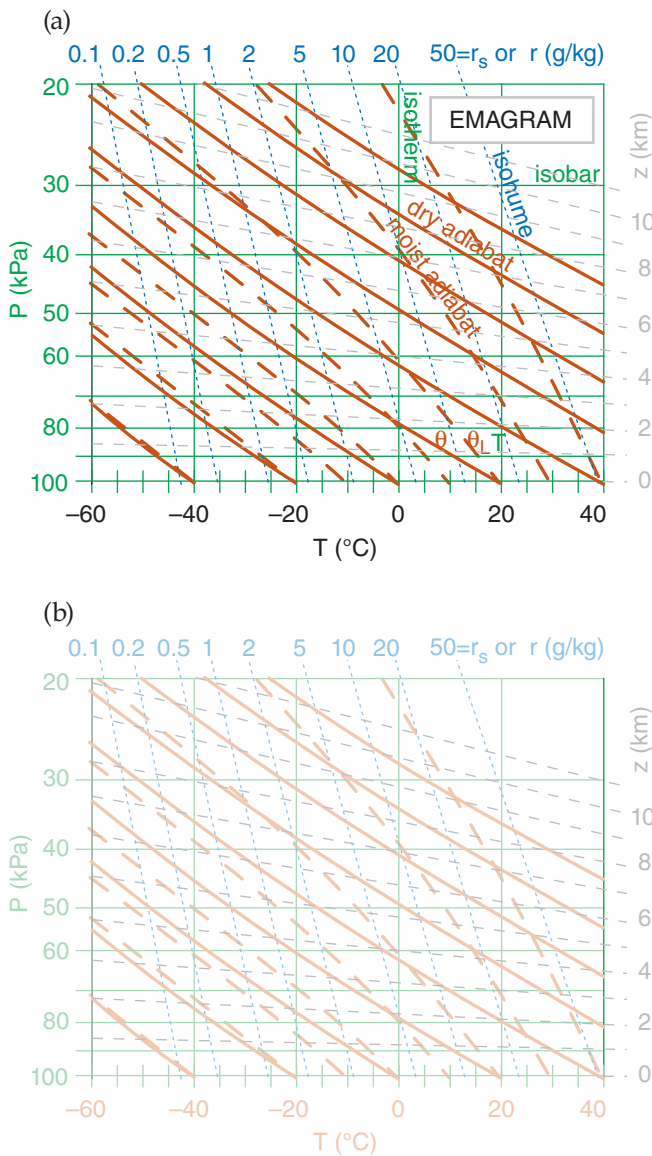 (a)
0.1 0.2 0.5 1 2 5 10 20 50=rs or r (g/kg)
20
30
40
50
60
80
100
P (kPa)
isotherm
EMAGRAM
isohume
isobar
dry adiabat
moist adiabat
θ θL T
z (km)
10
8
6
4
2
0
–60 –40 –20 0 20 40
T (°C)
(b)
0.1 0.2 0.5 1 2 5 10 20 50=rs or r (g/kg)
20
30
40
50
60
80
100
P (kPa)
z (km)
10
8
6
4
2
0
–60 –40 –20 0 20 40
T (°C)